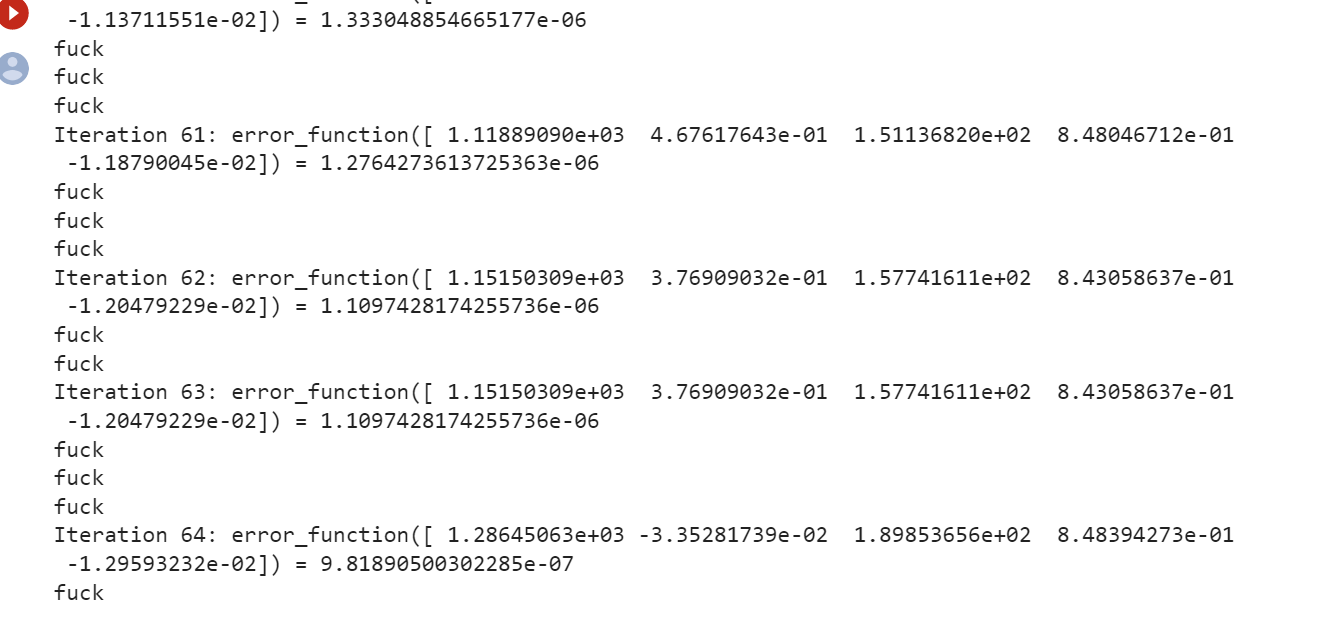 -1.13711551e-02]) = 1.333048854665177e-06
fuck
fuck
fuck
Iteration 61: error_function([ 1.11889090e+03 4.67617643e-01 1.51136820e+02 8.48046712e-01
-1.18790045e-02]) = 1.2764273613725363e-06
fuck
fuck
fuck
Iteration 62: error_function([ 1.15150309e+03 3.76909032e-01 1.57741611e+02 8.43058637e-01
-1.20479229e-02]) = 1.1097428174255736e-06
fuck
fuck
Iteration 63: error_function([ 1.15150309e+03 3.76909032e-01 1.57741611e+02 8.43058637e-01
-1.20479229e-02]) = 1.1097428174255736e-06
fuck
fuck
fuck
Iteration 64: error_function([ 1.28645063e+03 -3.35281739e-02 1.89853656e+02 8.48394273e-01
-1.29593232e-02]) = 9.81890500302285e-07
fuck